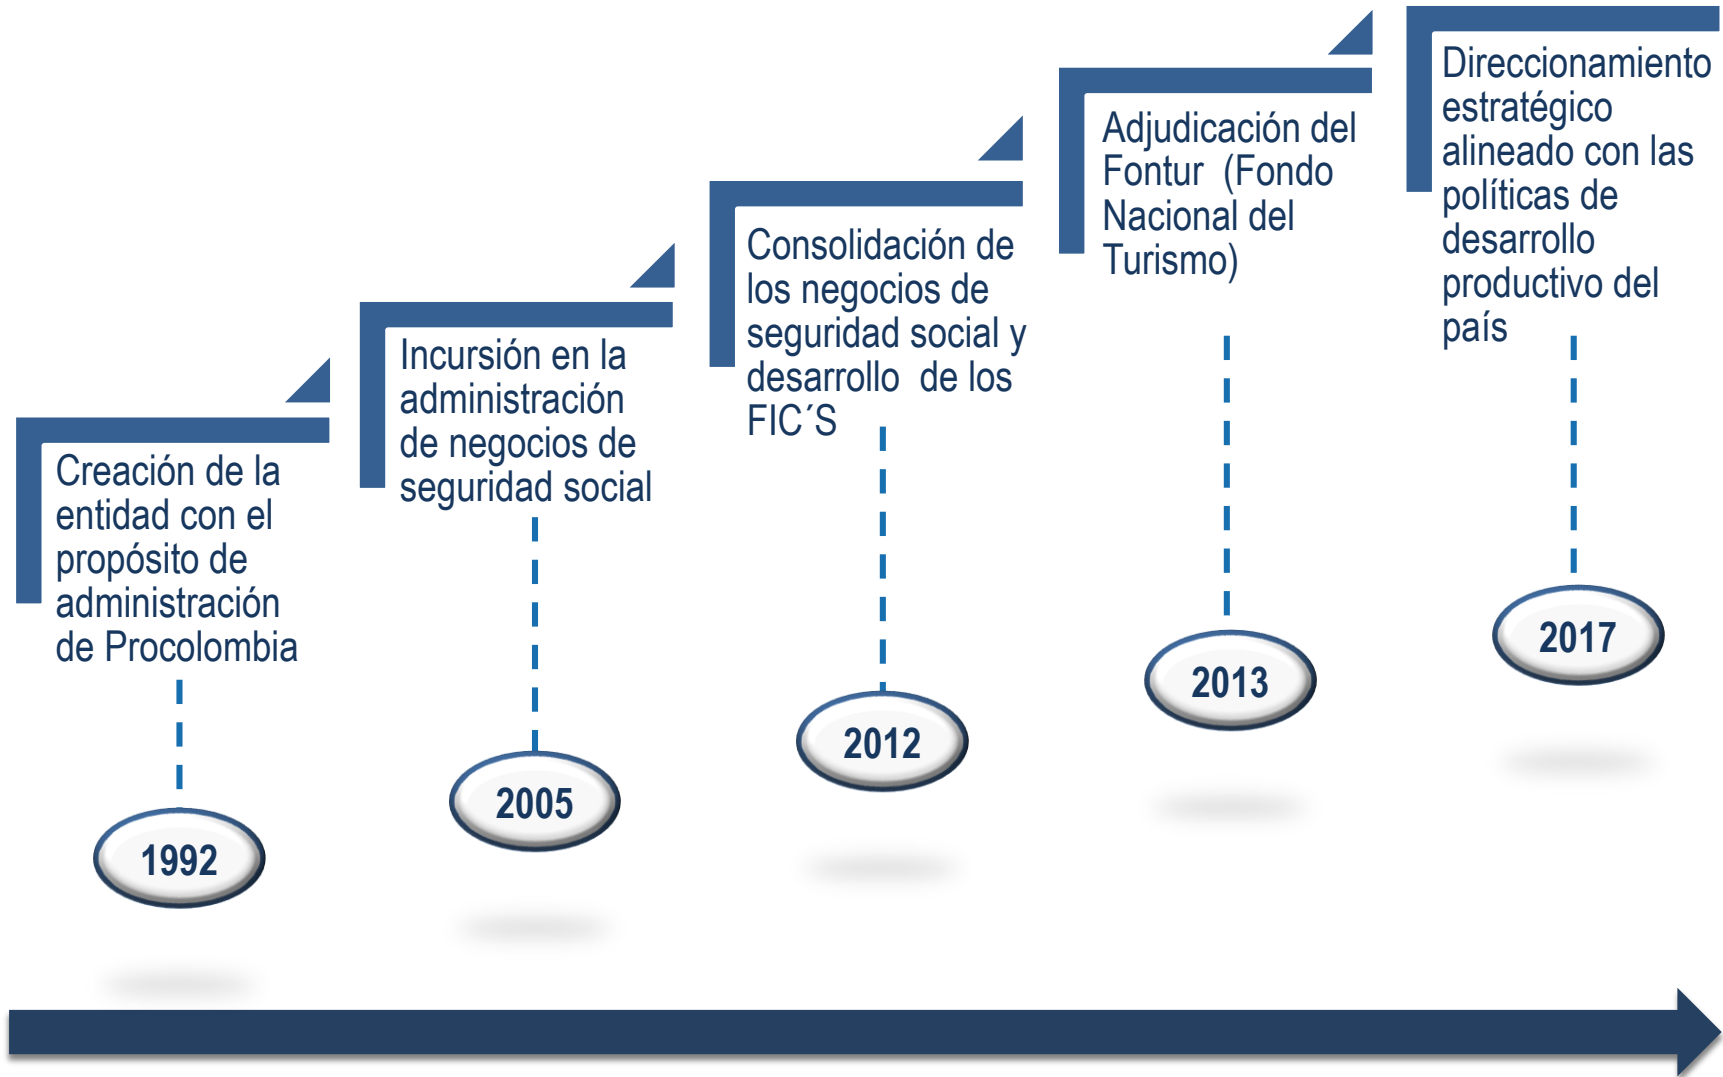 Creación de la
entidad con el
propósito de
administración
de Procolombia
1992
Incursión en la
administración
de negocios de
seguridad social
2005
Consolidación de
los negocios de
seguridad social y
desarrollo de los
FIC´S
2012
Adjudicación del
Fontur (Fondo
Nacional del
Turismo)
2013
Direccionamiento
estratégico
alineado con las
políticas de
desarrollo
productivo del
país
2017